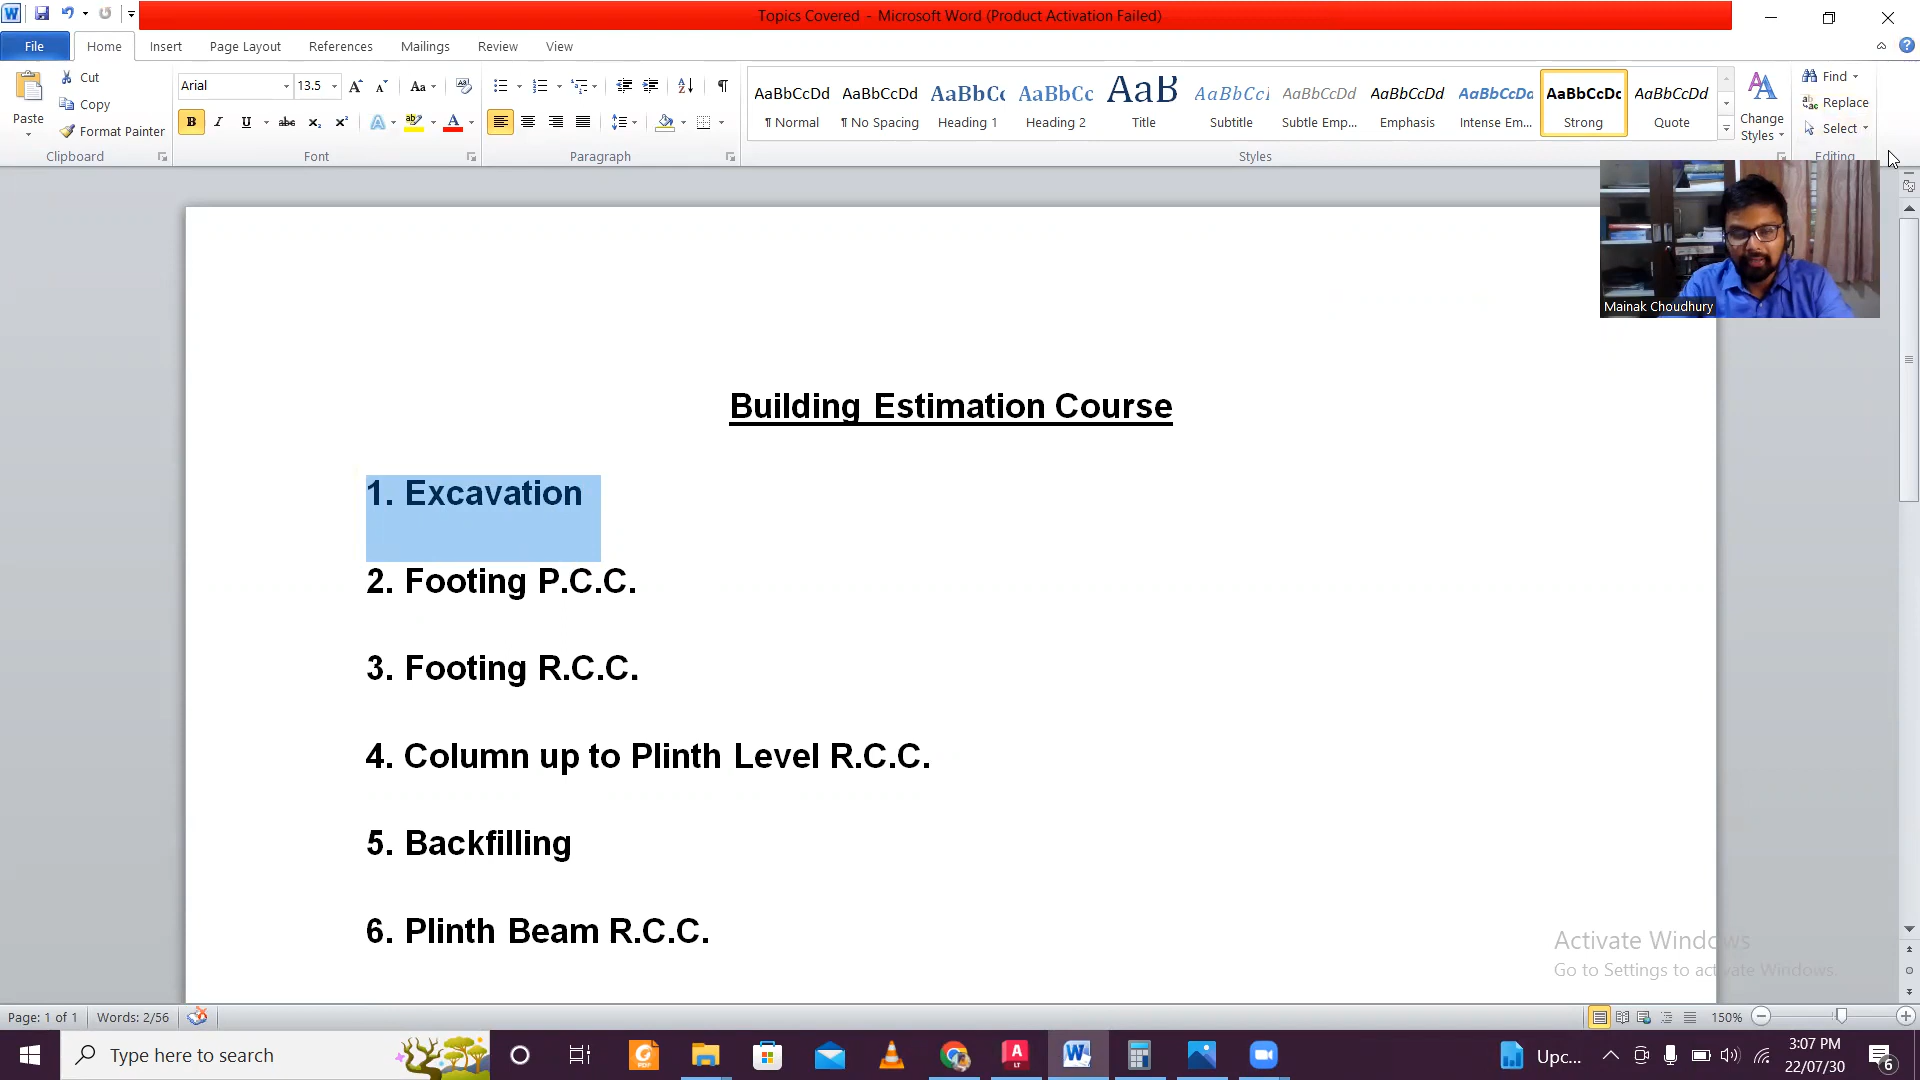 Topics Covered - Microsoft Word (Product Activation Failed)
File Home Insert Page Layout References Mailings Review View
Paste
Cut
Copy
Format Painter
Clipboard
Arial 13.5
Font
Paragraph
AaBbCcDd AaBbCcDd AaBbCc AaBbCc AaB AaBbCcI AaBbCcDd AaBbCcDd AaBbCcDd AaBbCcDc AaBbCcDd
¶ Normal ¶ No Spacing Heading 1 Heading 2 Title Subtitle Subtle Emp... Emphasis Intense Em... Strong Quote
Styles
Change
Styles
Find
Replace
Select
Editing
Mainak Choudhury
Building Estimation Course
1. Excavation
2. Footing P.C.C.
3. Footing R.C.C.
4. Column up to Plinth Level R.C.C.
5. Backfilling
6. Plinth Beam R.C.C.
Activate Windows
Go to Settings to activate Windows.
Page: 1 of 1 Words: 2/56 150%
Type here to search
Upc...
3:07 PM
22/07/30
6